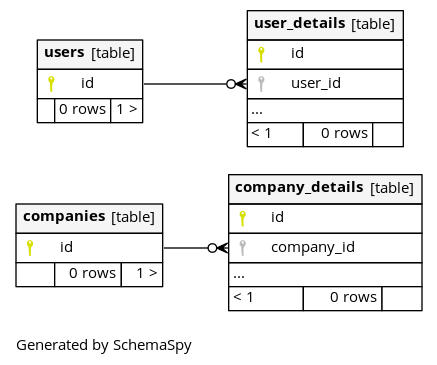 users [table]
id
0 rows 1 >
user_details [table]
id
user_id
...
< 1 0 rows
companies [table]
id
0 rows 1 >
company_details [table]
id
company_id
...
< 1 0 rows
Generated by SchemaSpy